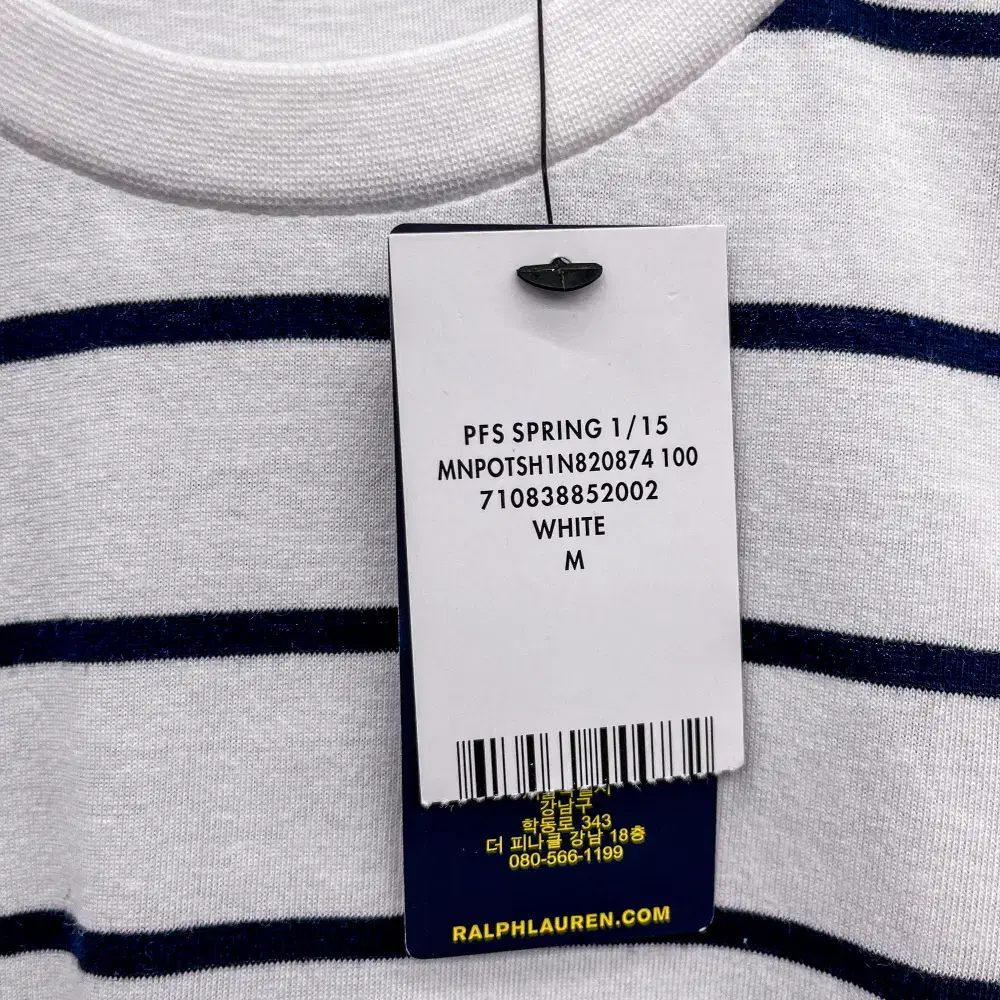 PFS SPRING 1/15
MNPOTSH1N820874 100
710838852002
WHITE
M
강남구
학동로 343
더 피나클 강남 18층
080-566-1199
RALPHLAUREN.COM